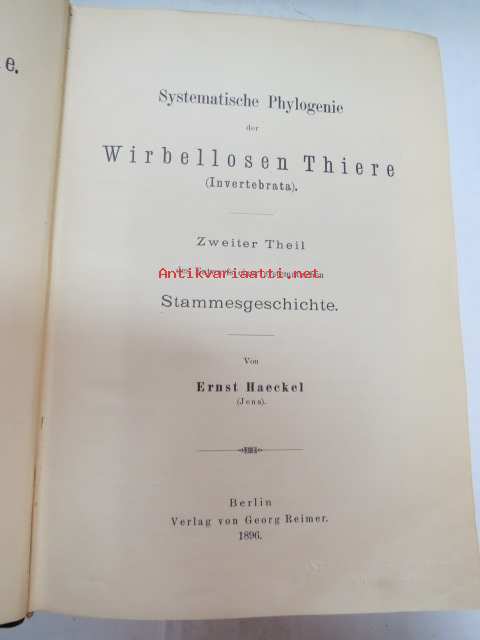 e.
Systematische Phylogenie
der
Wirbellosen Thiere
(Invertebrata).
Zweiter Theil
Antikvariaatti.net
Stammesgeschichte.
Von
Ernst Haeckel
(Jena).
Berlin
Verlag von Georg Reimer.
1896.